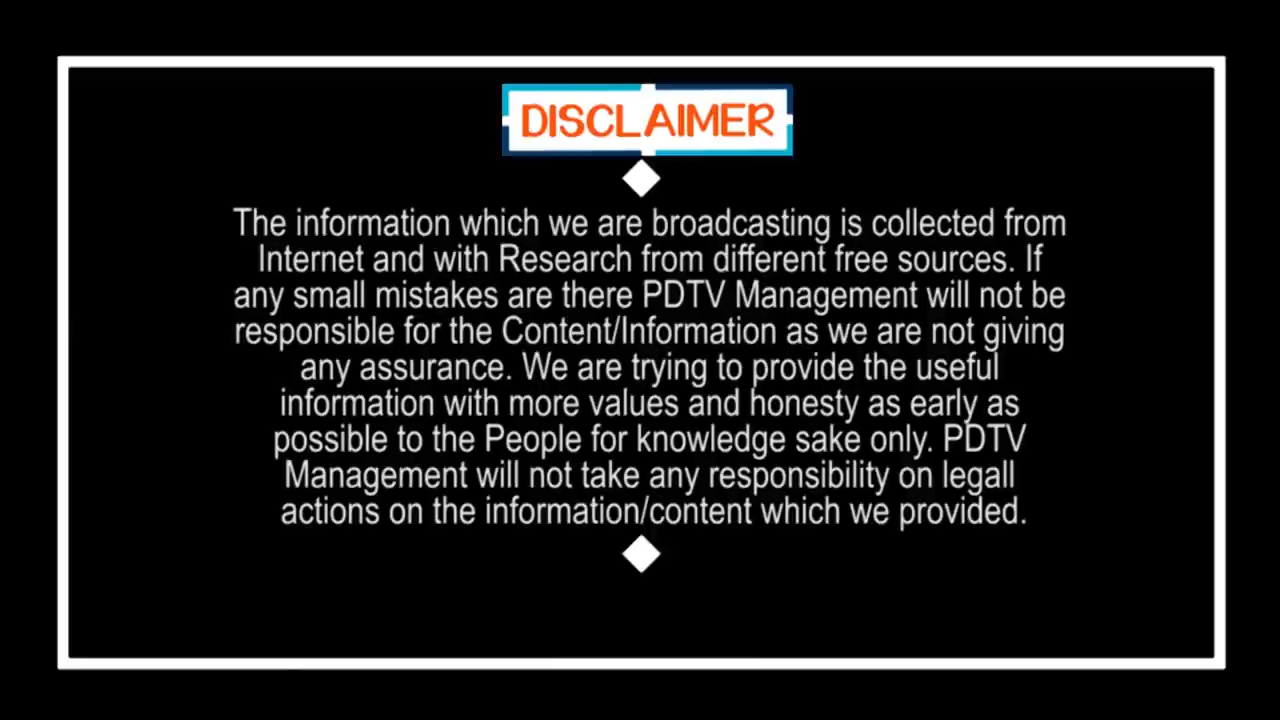 DISCLAIMER
The information which we are broadcasting is collected from
Internet and with Research from different free sources. If
any small mistakes are there PDTV Management will not be
responsible for the Content/Information as we are not giving
any assurance. We are trying to provide the useful
information with more values and honesty as early as
possible to the People for knowledge sake only. PDTV
Management will not take any responsibility on legall
actions on the information/content which we provided.